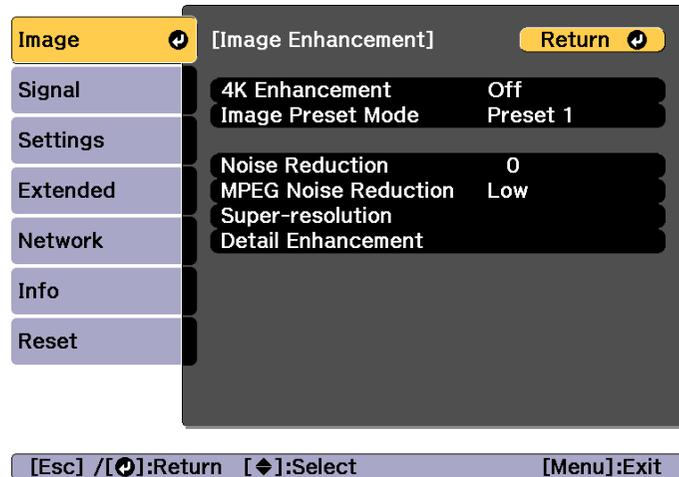 Image
Signal
Settings
Extended
Network
Info
Reset
[Image Enhancement] Return
4K Enhancement Off
Image Preset Mode Preset 1
Noise Reduction 0
MPEG Noise Reduction Low
Super-resolution
Detail Enhancement
[Esc] /[]:Return []:Select [Menu]:Exit